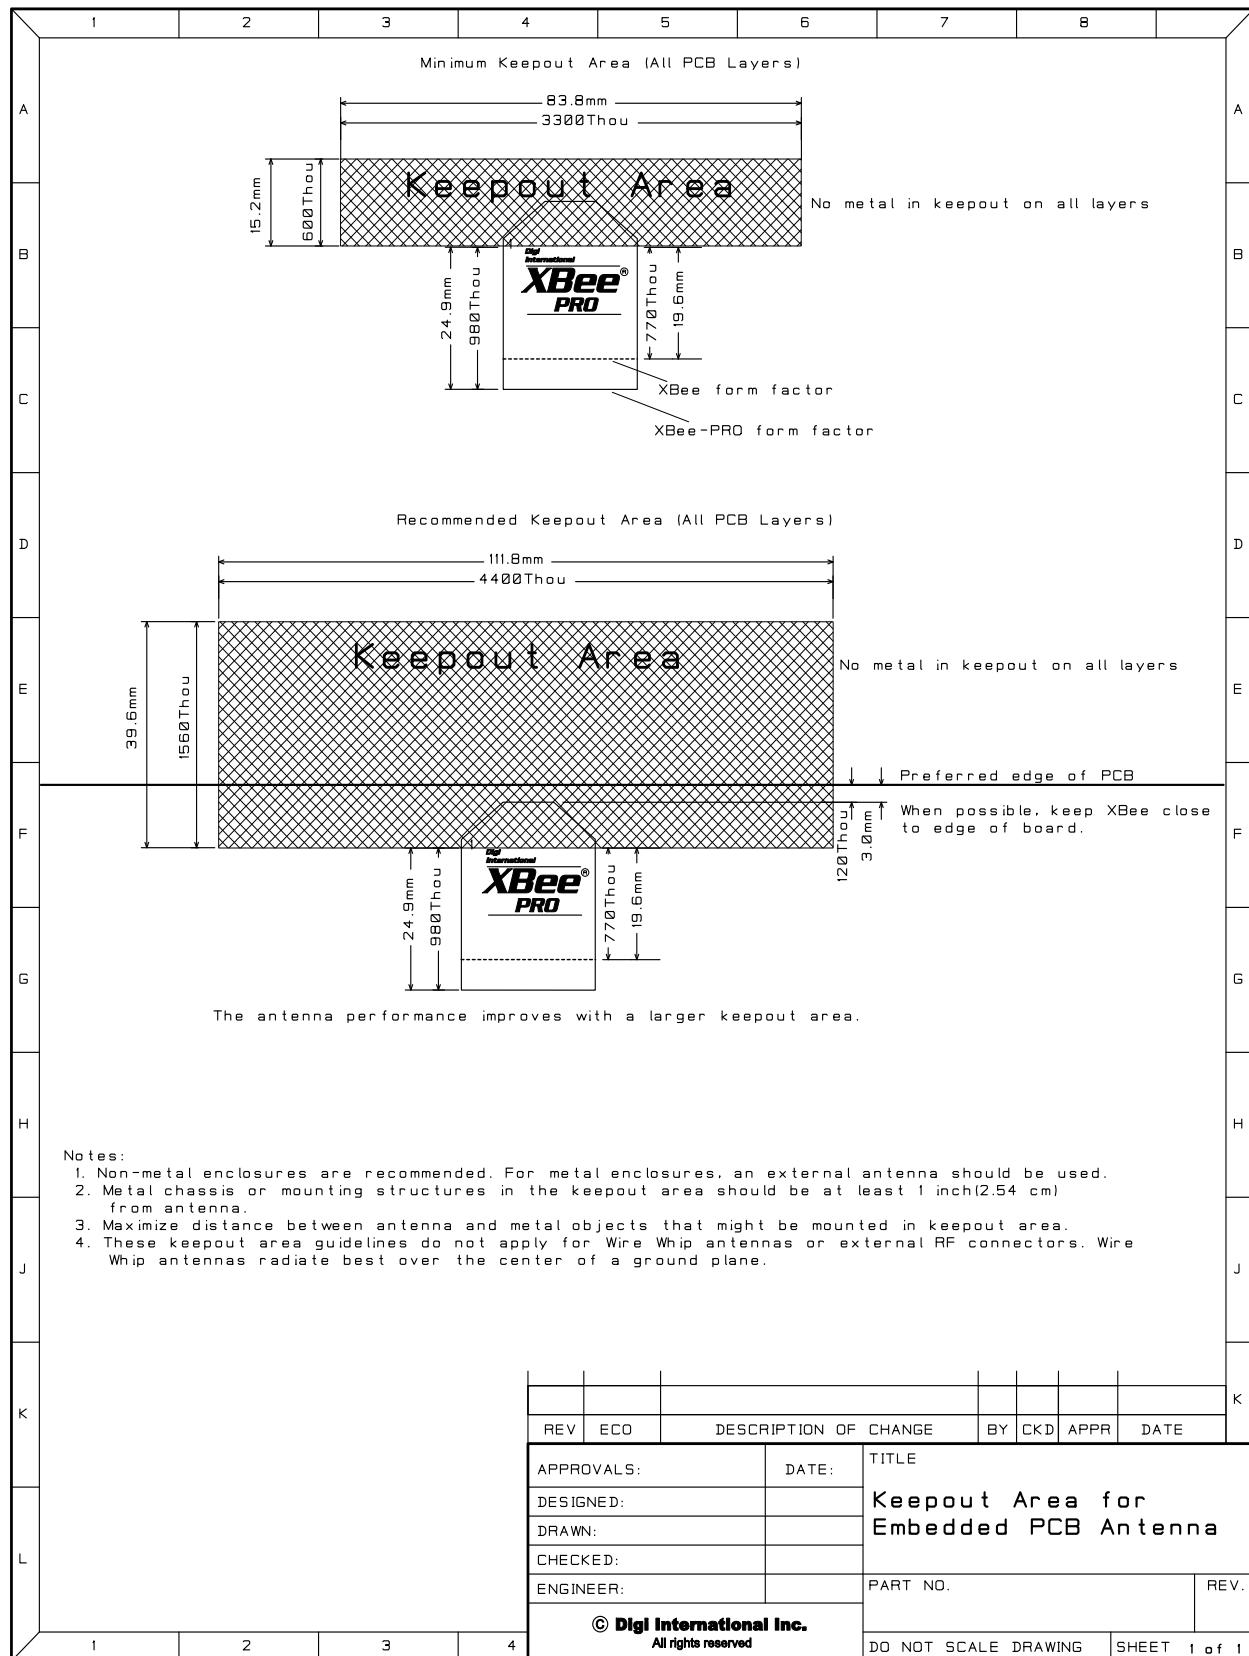 1 2 3 4 5 6 7 8
Minimum Keepout Area (All PCB Layers)
83.8mm
3300Thou
15.2mm
600Thou
Keepout Area
No metal in keepout on all layers
24.9mm
980Thou
Digi
International
XBee®
PRO
770Thou
19.6mm
XBee form factor
XBee-PRO form factor
Recommended Keepout Area (All PCB Layers)
111.8mm
4400Thou
39.6mm
1560Thou
Keepout Area
No metal in keepout on all layers
Preferred edge of PCB
When possible, keep XBee close
to edge of board.
120Thou
3.0mm
24.9mm
980Thou
Digi
International
XBee®
PRO
770Thou
19.6mm
The antenna performance improves with a larger keepout area.
A A
B B
C C
D D
E E
F F
G G
H H
J J
K K
L
Notes:
1. Non-metal enclosures are recommended. For metal enclosures, an external antenna should be used.
2. Metal chassis or mounting structures in the keepout area should be at least 1 inch(2.54 cm)
from antenna.
3. Maximize distance between antenna and metal objects that might be mounted in keepout area.
4. These keepout area guidelines do not apply for Wire Whip antennas or external RF connectors. Wire
Whip antennas radiate best over the center of a ground plane.
REV ECO DESCRIPTION OF CHANGE BY CKD APPR DATE
APPROVALS: DATE:
DESIGNED:
DRAWN:
CHECKED:
ENGINEER:
TITLE
Keepout Area for
Embedded PCB Antenna
PART NO. REV.
© Digi International Inc.
All rights reserved
DO NOT SCALE DRAWING SHEET 1 of 1
1 2 3 4